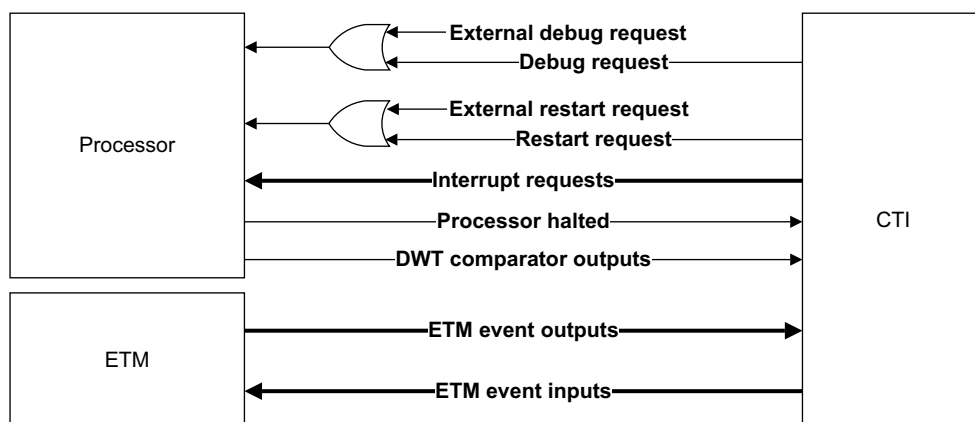 External debug request
Debug request
External restart request
Restart request
Processor
Interrupt requests
Processor halted
CTI
DWT comparator outputs
ETM event outputs
ETM
ETM event inputs